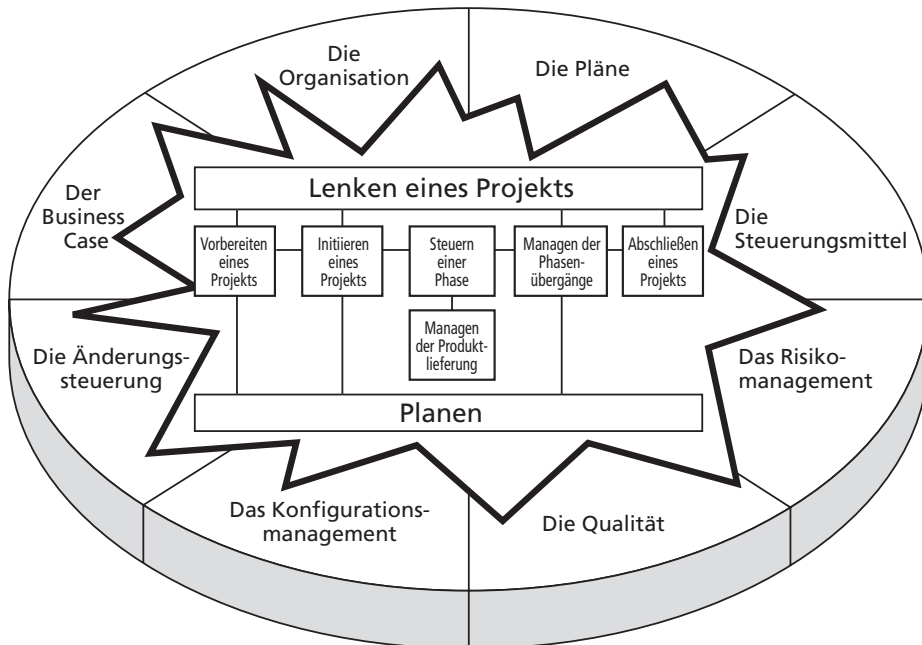 Die
Organisation
Die Pläne
Der
Business
Case
Lenken eines Projekts
Die
Steuerungsmittel
Vorbereiten
eines
Projekts
Initiieren
eines
Projekts
Steuern
einer
Phase
Managen der
Phasen-
übergänge
Abschließen
eines
Projekts
Managen
der Produkt-
lieferung
Die Änderungs-
steuerung
Das Risiko-
management
Planen
Das Konfigurations-
management
Die Qualität